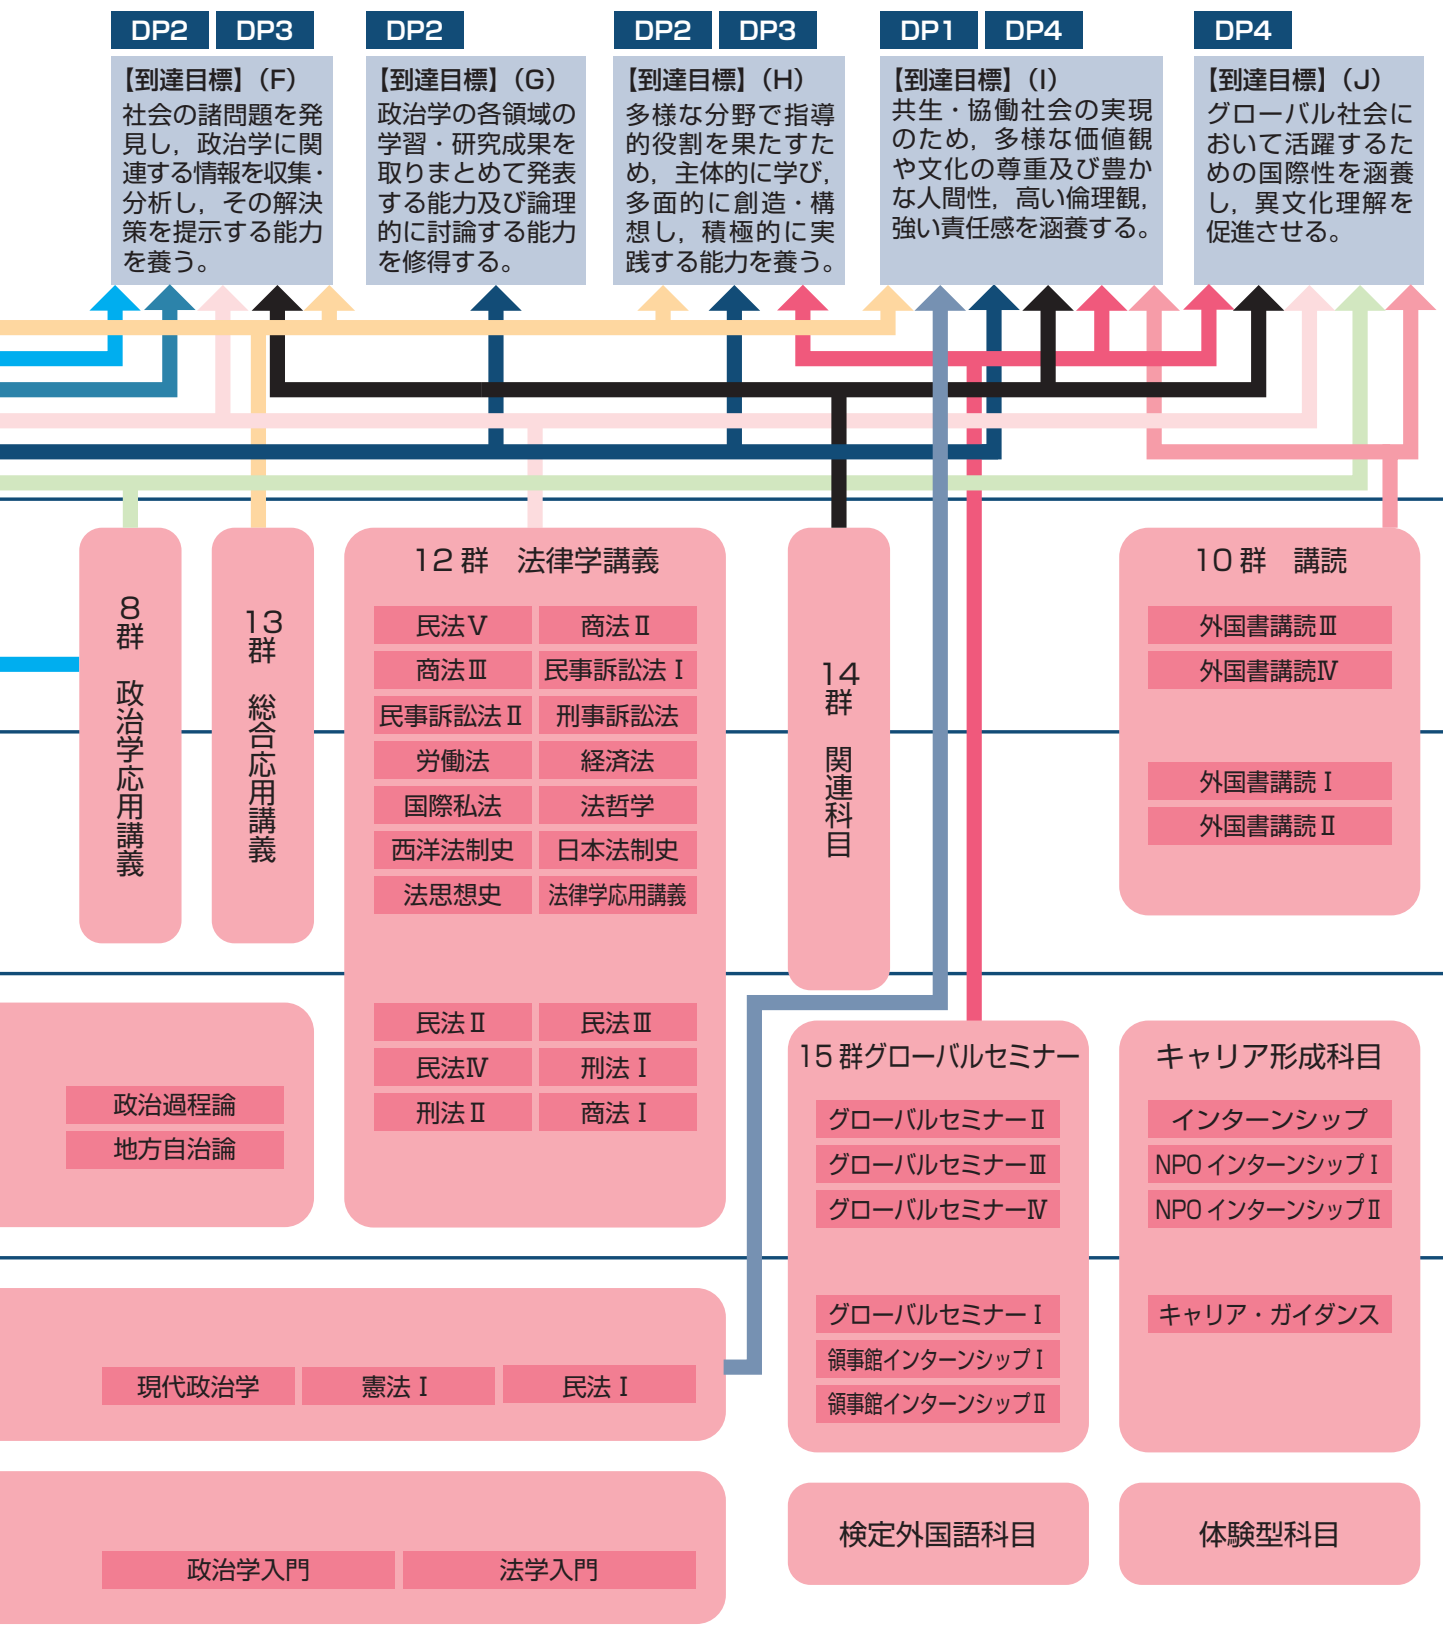 DP2 DP3
【到達目標】(F)
社会の諸問題を発
見し，政治学に関
連する情報を収集・
分析し，その解決
策を提示する能力
を養う。
DP2
【到達目標】(G)
政治学の各領域の
学習・研究成果を
取りまとめて発表
する能力及び論理
的に討論する能力
を修得する。
DP2 DP3
【到達目標】(H)
多様な分野で指導
的役割を果たすた
め，主体的に学び，
多面的に創造・構
想し，積極的に実
践する能力を養う。
DP1 DP4
【到達目標】(I)
共生・協働社会の実現
のため，多様な価値観
や文化の尊重及び豊か
な人間性，高い倫理観，
強い責任感を涵養する。
DP4
【到達目標】(J)
グローバル社会に
おいて活躍するた
めの国際性を涵養
し，異文化理解を
促進させる。
8群　政治学応用講義
13群　総合応用講義
12群　法律学講義
民法Ⅴ
商法Ⅱ
商法Ⅲ
民事訴訟法Ⅰ
民事訴訟法Ⅱ
刑事訴訟法
労働法
経済法
国際私法
法哲学
西洋法制史
日本法制史
法思想史
法律学応用講義
民法Ⅱ
民法Ⅲ
民法Ⅳ
刑法Ⅰ
刑法Ⅱ
商法Ⅰ
14群　関連科目
10群　講読
外国書講読Ⅲ
外国書講読Ⅳ
外国書講読Ⅰ
外国書講読Ⅱ
政治過程論
地方自治論
15群グローバルセミナー
グローバルセミナーⅡ
グローバルセミナーⅢ
グローバルセミナーⅣ
グローバルセミナーⅠ
領事館インターンシップⅠ
領事館インターンシップⅡ
キャリア形成科目
インターンシップ
NPOインターンシップⅠ
NPOインターンシップⅡ
キャリア・ガイダンス
現代政治学
憲法Ⅰ
民法Ⅰ
政治学入門
法学入門
検定外国語科目
体験型科目